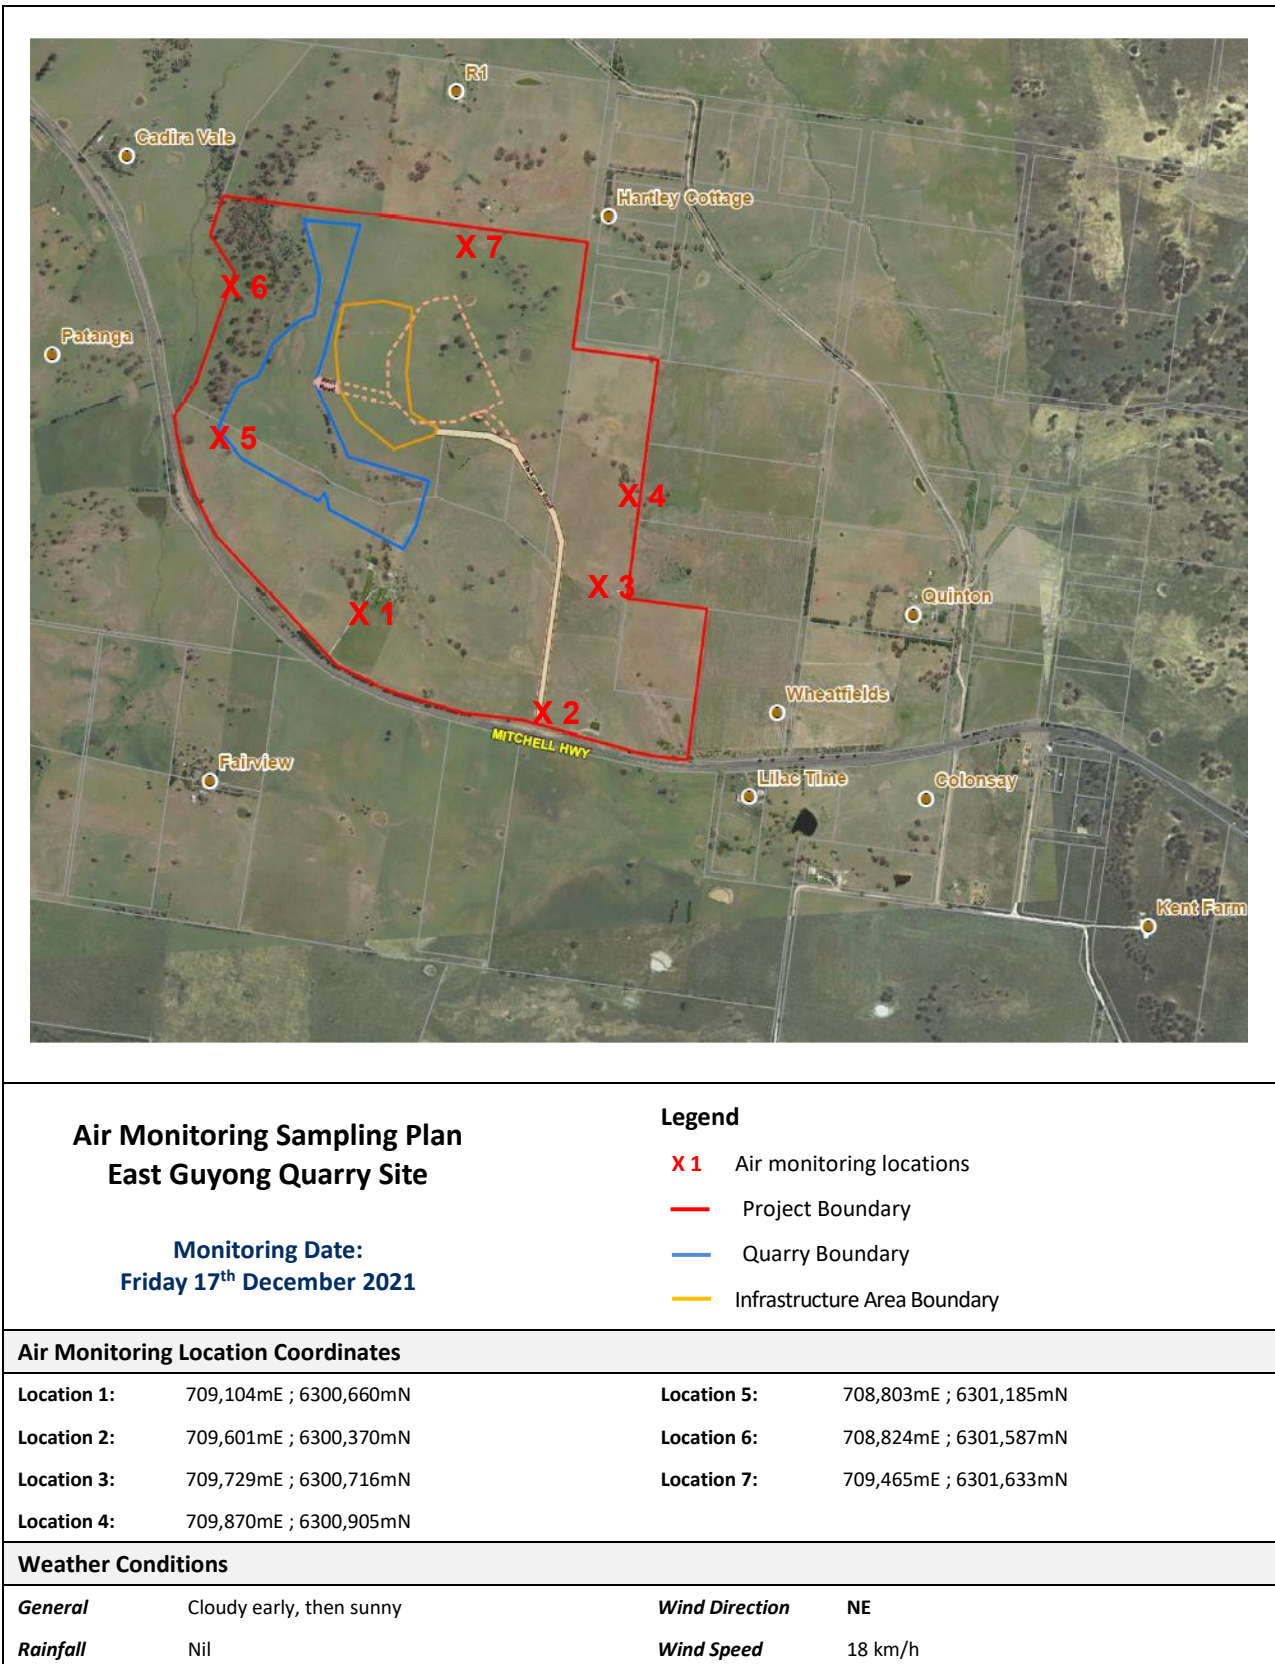 R1
Cadira Vale
Hartley Cottage
X 7
X 6
Patanga
X 5
X 4
X 3
Quinton
X 1
Wheatfields
X 2
MITCHELL HWY
Fairview
Lilac Time
Colonsay
Kent Farm
Air Monitoring Sampling Plan
East Guyong Quarry Site
Monitoring Date:
Friday 17th December 2021
Legend
X 1 Air monitoring locations
Project Boundary
Quarry Boundary
Infrastructure Area Boundary
Air Monitoring Location Coordinates
Location 1: 709,104mE ; 6300,660mN Location 5: 708,803mE ; 6301,185mN
Location 2: 709,601mE ; 6300,370mN Location 6: 708,824mE ; 6301,587mN
Location 3: 709,729mE ; 6300,716mN Location 7: 709,465mE ; 6301,633mN
Location 4: 709,870mE ; 6300,905mN
Weather Conditions
General Cloudy early, then sunny Wind Direction NE
Rainfall Nil Wind Speed 18 km/h